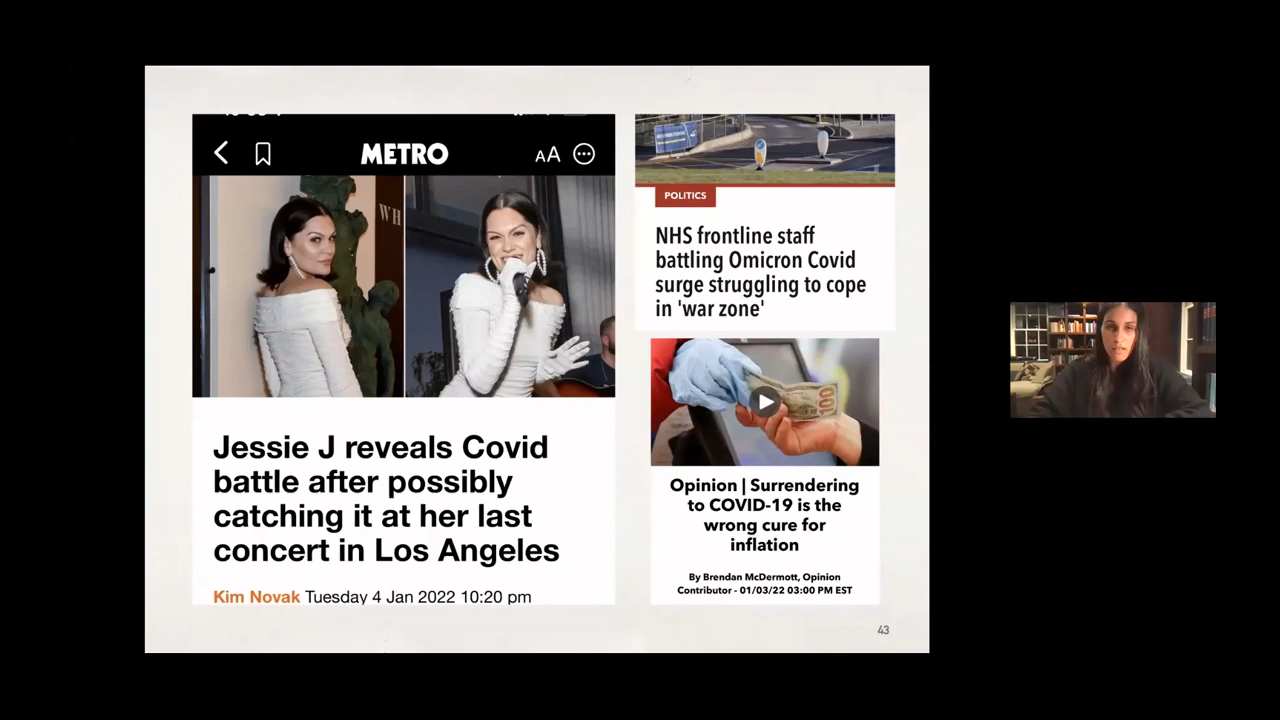 METRO
AA
WH
Jessie J reveals Covid
battle after possibly
catching it at her last
concert in Los Angeles
Kim Novak Tuesday 4 Jan 2022 10:20 pm
POLITICS
NHS frontline staff
battling Omicron Covid
surge struggling to cope
in 'war zone'
100
Opinion | Surrendering
to COVID-19 is the
wrong cure for
inflation
By Brendan McDermott, Opinion
Contributor - 01/03/22 03:00 PM EST
43